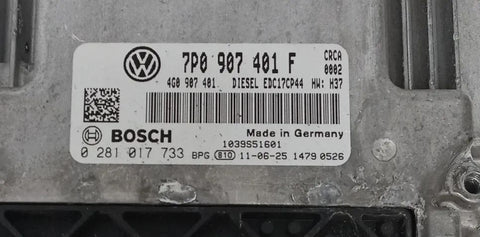 7P0 907 401 F CRCA
0002
4G0 907 401 DIESEL EDC17CP44 HW: H37
BOSCH Made in Germany
1039S51601
0 281 017 733 BPG 810 11-06-25 1479 0526